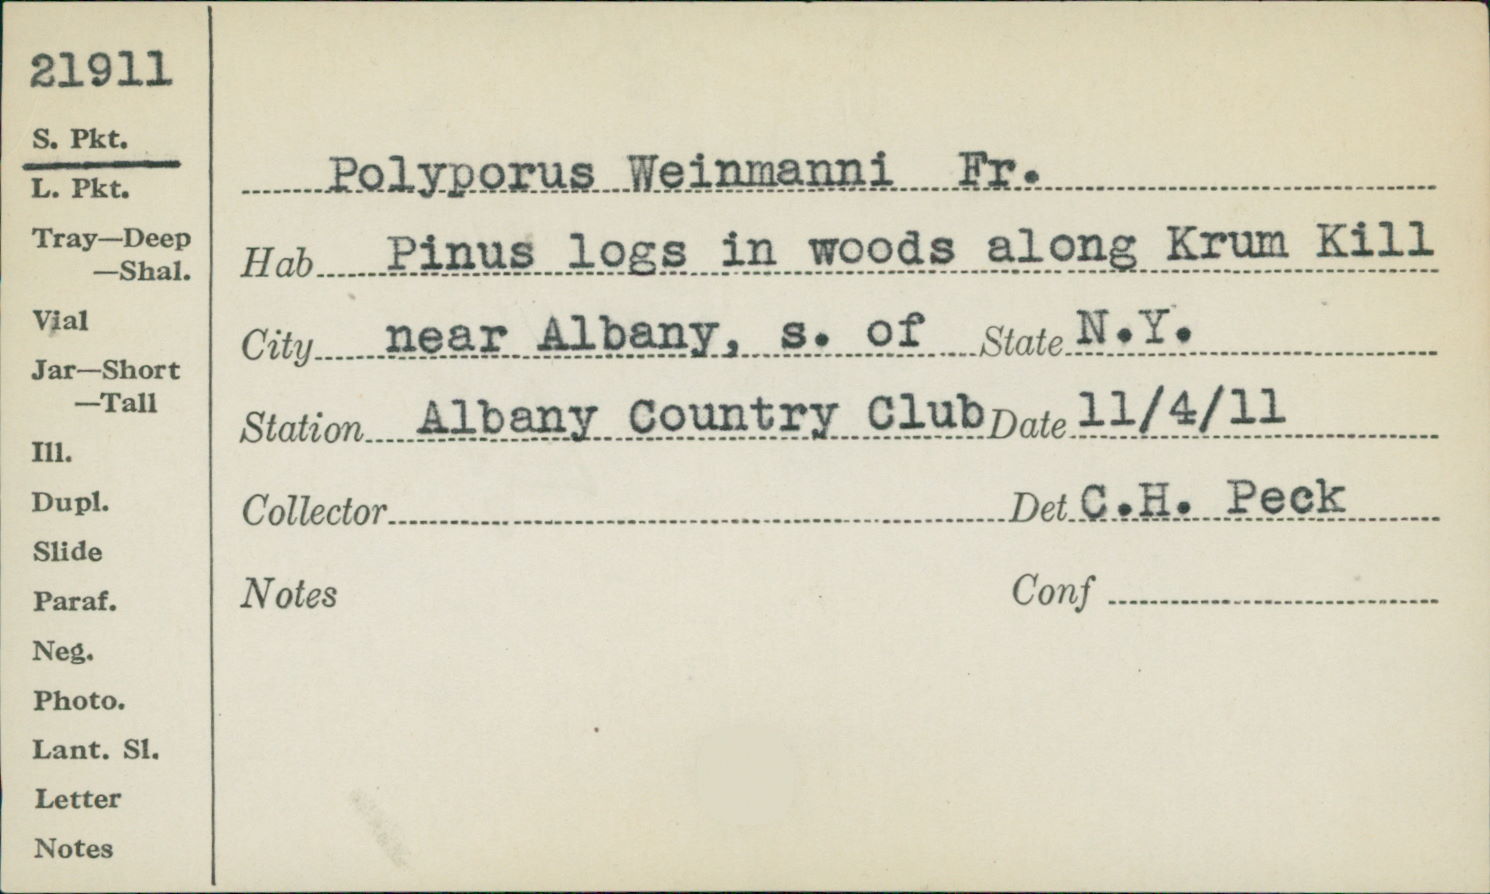 21911
S. Pkt.
L. Pkt.
Tray—Deep
—Shal.
Vial
Jar—Short
—Tall
Ill.
Dupl.
Slide
Paraf.
Neg.
Photo.
Lant. Sl.
Letter
Notes
Polyporus Weinmanni Fr.
Hab Pinus logs in woods along Krum Kill
City near Albany, s. of State N.Y.
Station Albany Country Club Date 11/4/11
Collector Det C.H. Peck
Notes Conf